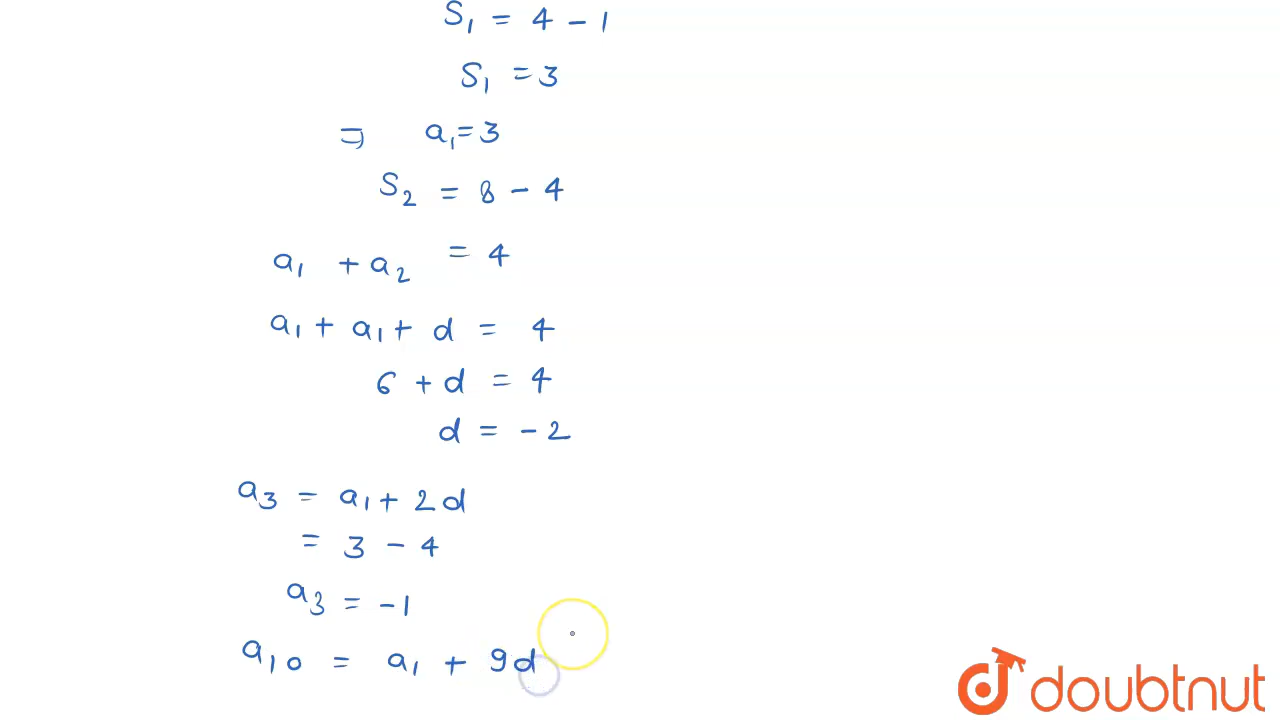 S₁ = 4 - 1
S₁ = 3
⇒ a₁ = 3
S₂ = 8 - 4
a₁ + a₂ = 4
a₁ + a₁ + d = 4
6 + d = 4
d = -2
a₃ = a₁ + 2d
= 3 - 4
a₃ = -1
a₁₀ = a₁ + 9d
doubtnut